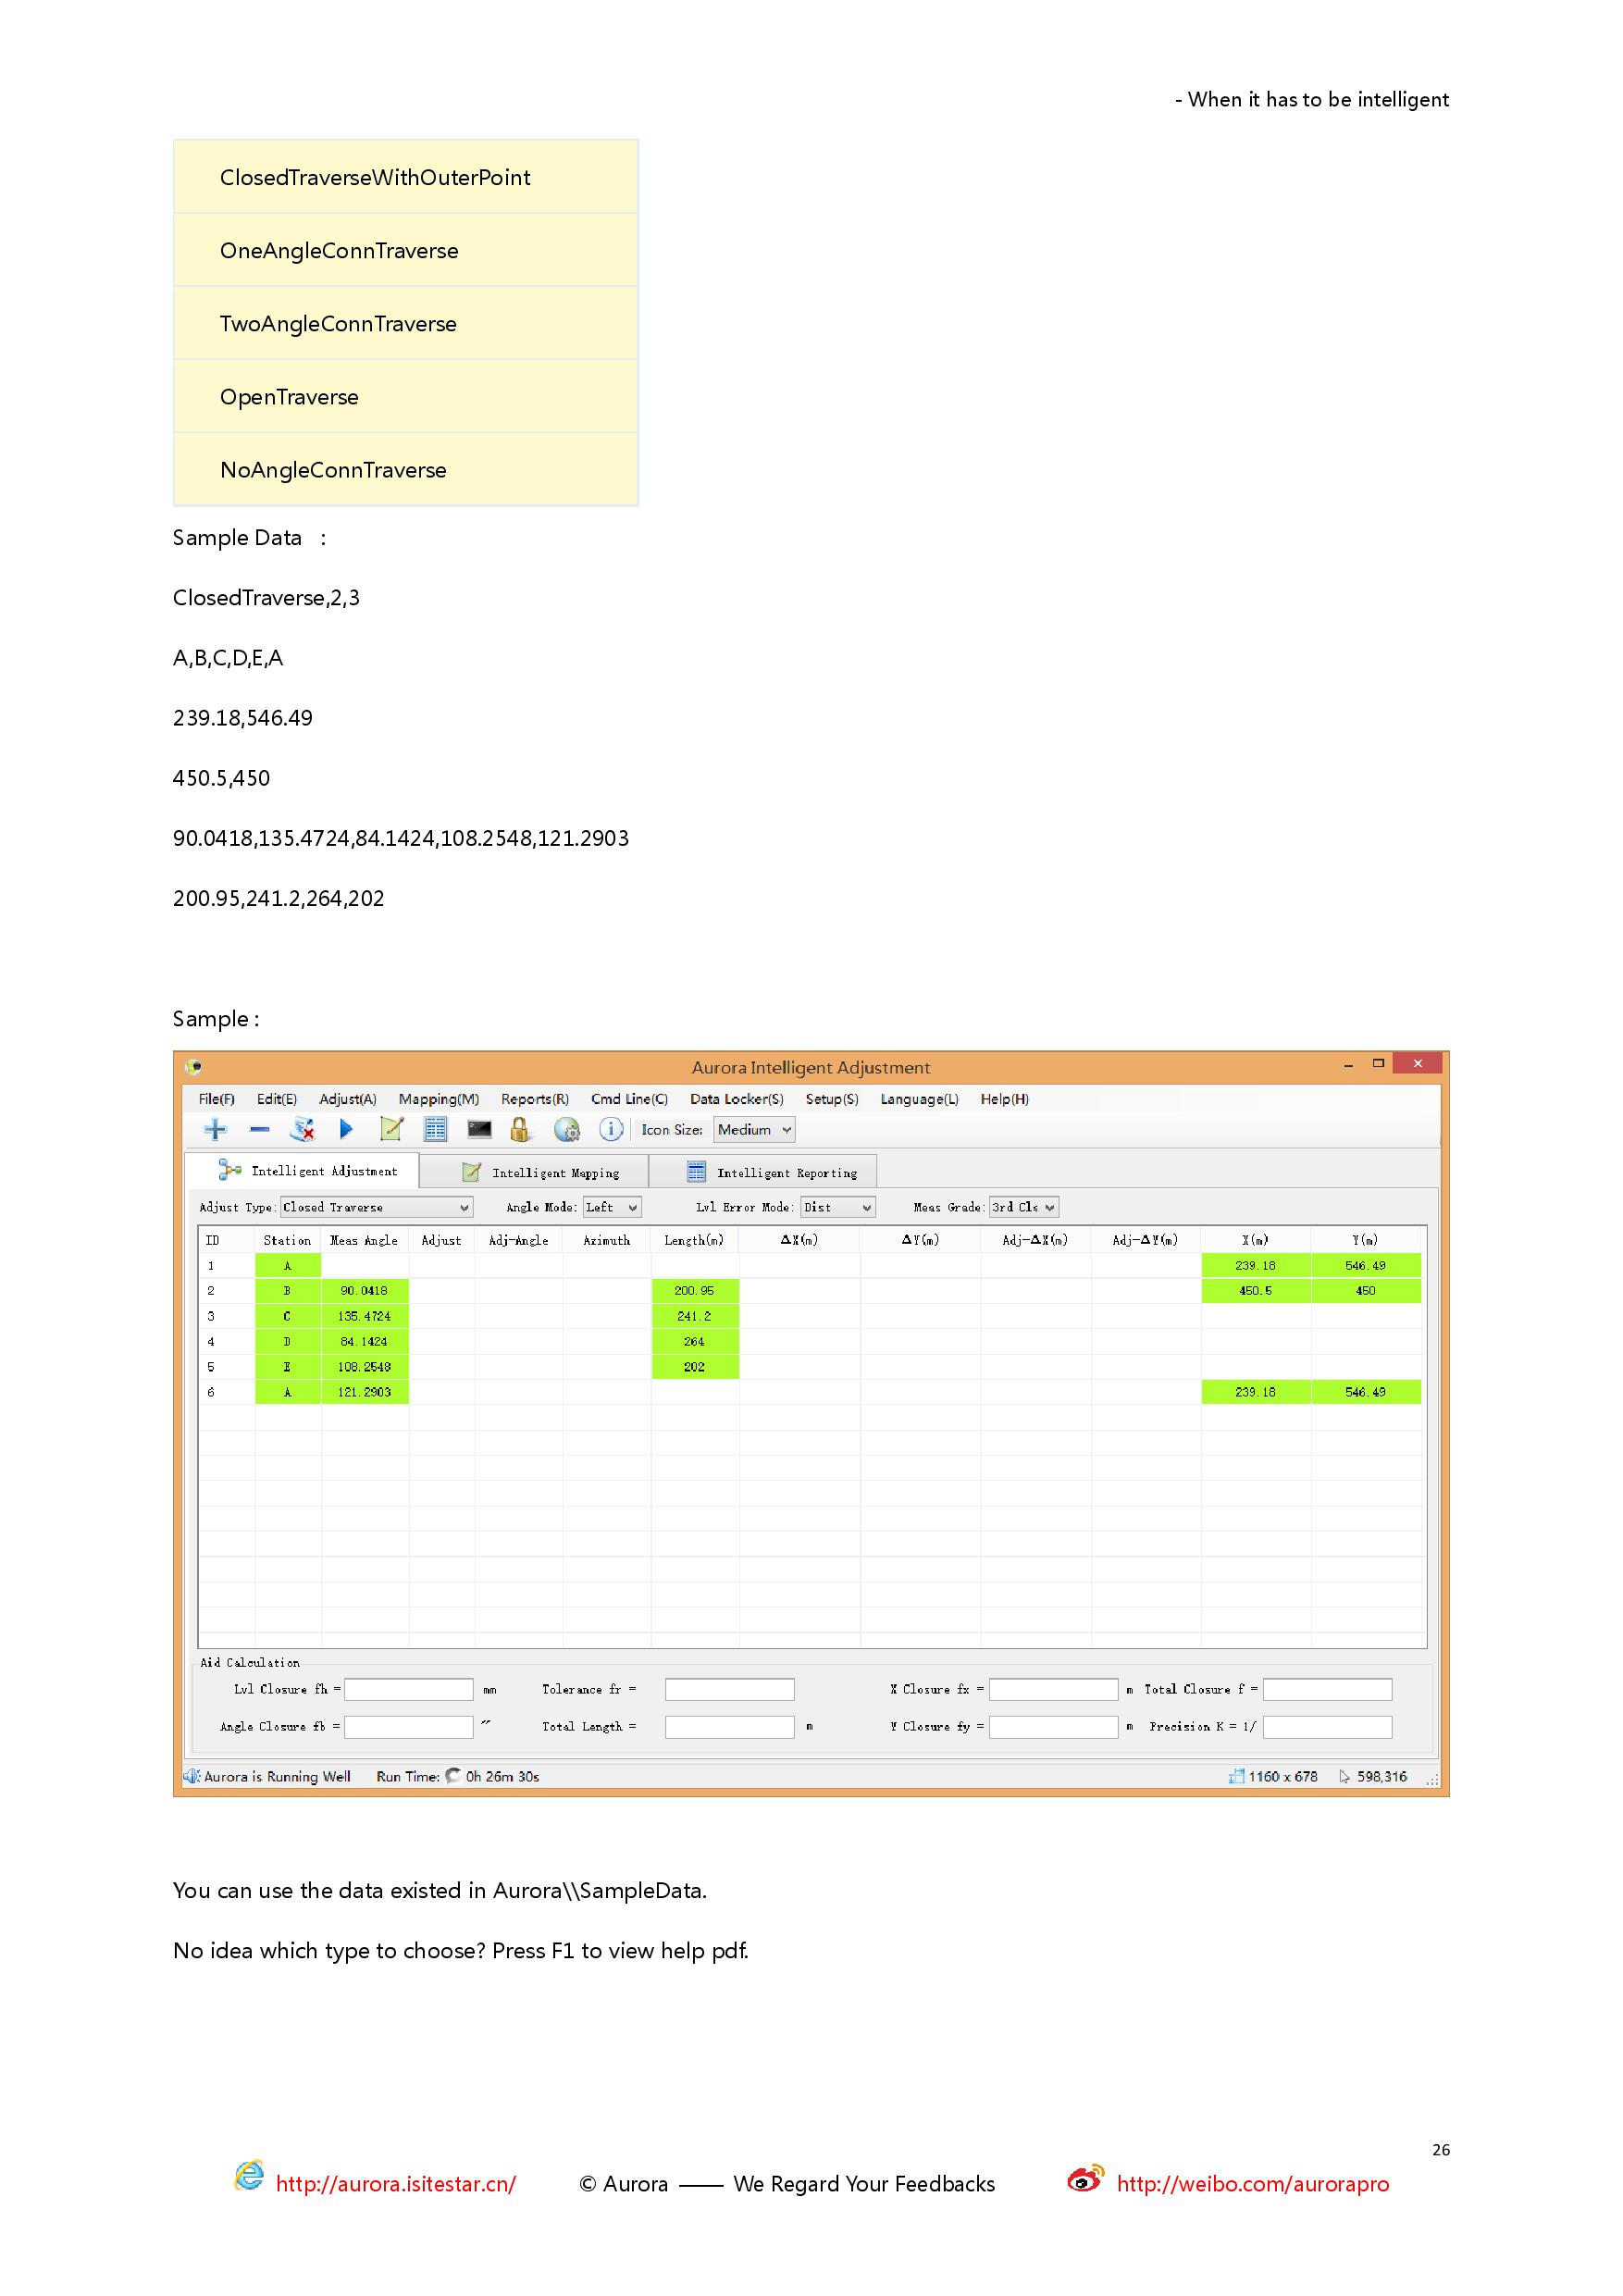 - When it has to be intelligent
ClosedTraverseWithOuterPoint
OneAngleConnTraverse
TwoAngleConnTraverse
OpenTraverse
NoAngleConnTraverse
Sample Data :
ClosedTraverse,2,3
A,B,C,D,E,A
239.18,546.49
450.5,450
90.0418,135.4724,84.1424,108.2548,121.2903
200.95,241.2,264,202
Sample :
Aurora Intelligent Adjustment
File(F) Edit(E) Adjust(A) Mapping(M) Reports(R) Cmd Line(C) Data Locker(S) Setup(S) Language(L) Help(H)
Icon Size: Medium
Intelligent Adjustment Intelligent Mapping Intelligent Reporting
Adjust Type: Closed Traverse Angle Mode: Left Lvl Error Mode: Dist Meas Grade: 3rd Cls
ID Station Meas Angle Adjust Adj-Angle Azimuth Length(m) ΔX(m) ΔY(m) Adj-ΔX(m) Adj-ΔY(m) X(m) Y(m)
1 A 239.18 546.49
2 B 90.0418 200.95 450.5 450
3 C 135.4724 241.2
4 D 84.1424 264
5 E 108.2548 202
6 A 121.2903 239.18 546.49
Aid Calculation
Lvl Closure fh = mm Tolerance fr = X Closure fx = m Total Closure f =
Angle Closure fb = ″ Total Length = m Y Closure fy = m Precision K = 1/
Aurora is Running Well Run Time: 0h 26m 30s 1160 x 678 598,316
You can use the data existed in Aurora\\SampleData.
No idea which type to choose? Press F1 to view help pdf.
26
http://aurora.isitestar.cn/ © Aurora —— We Regard Your Feedbacks http://weibo.com/aurorapro